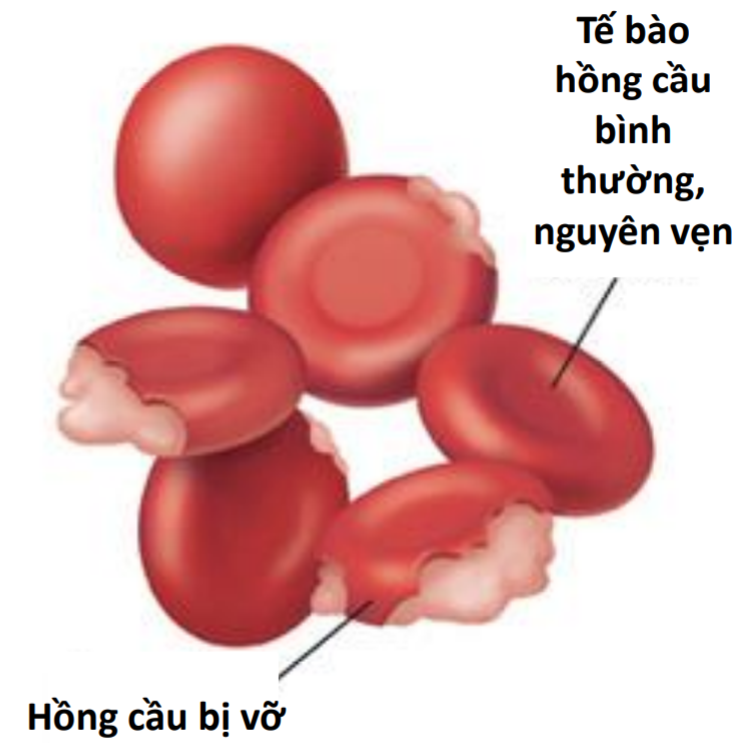 Tế bào
hồng cầu
bình
thường,
nguyên vẹn
Hồng cầu bị vỡ